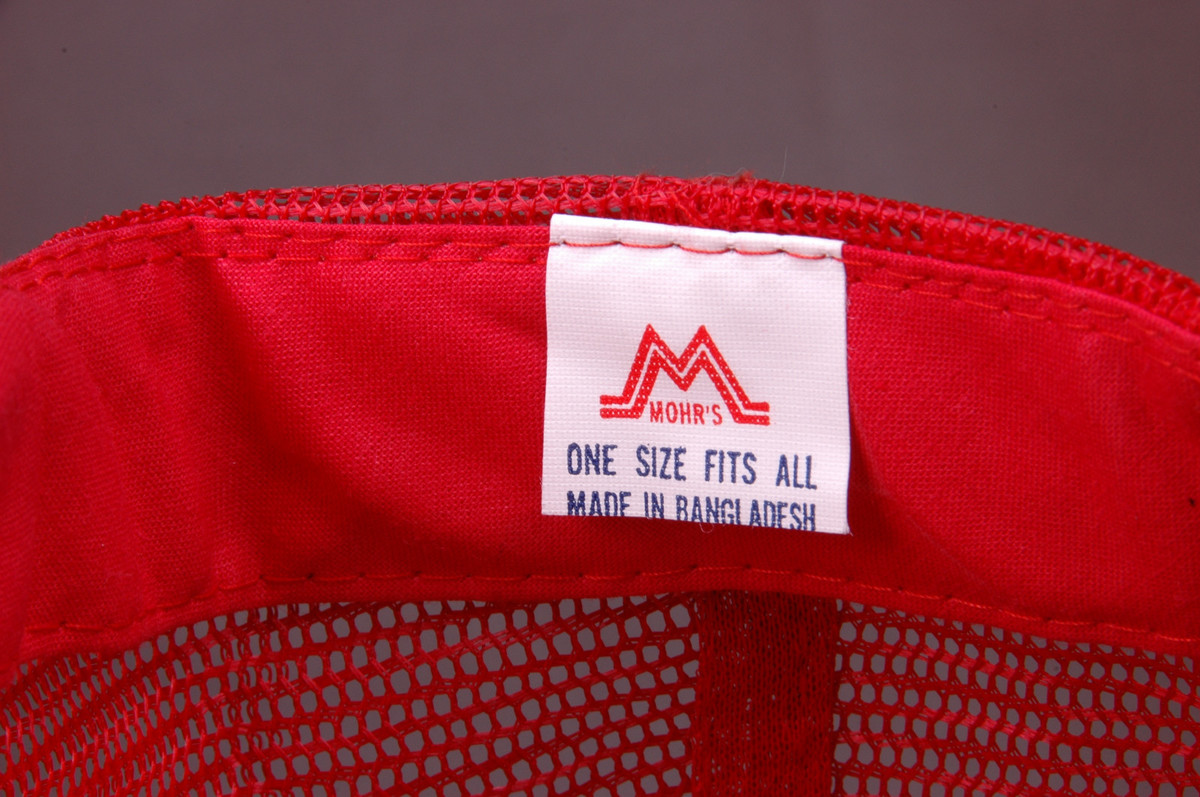 MOHR'S
ONE SIZE FITS ALL
MADE IN BANGLADESH